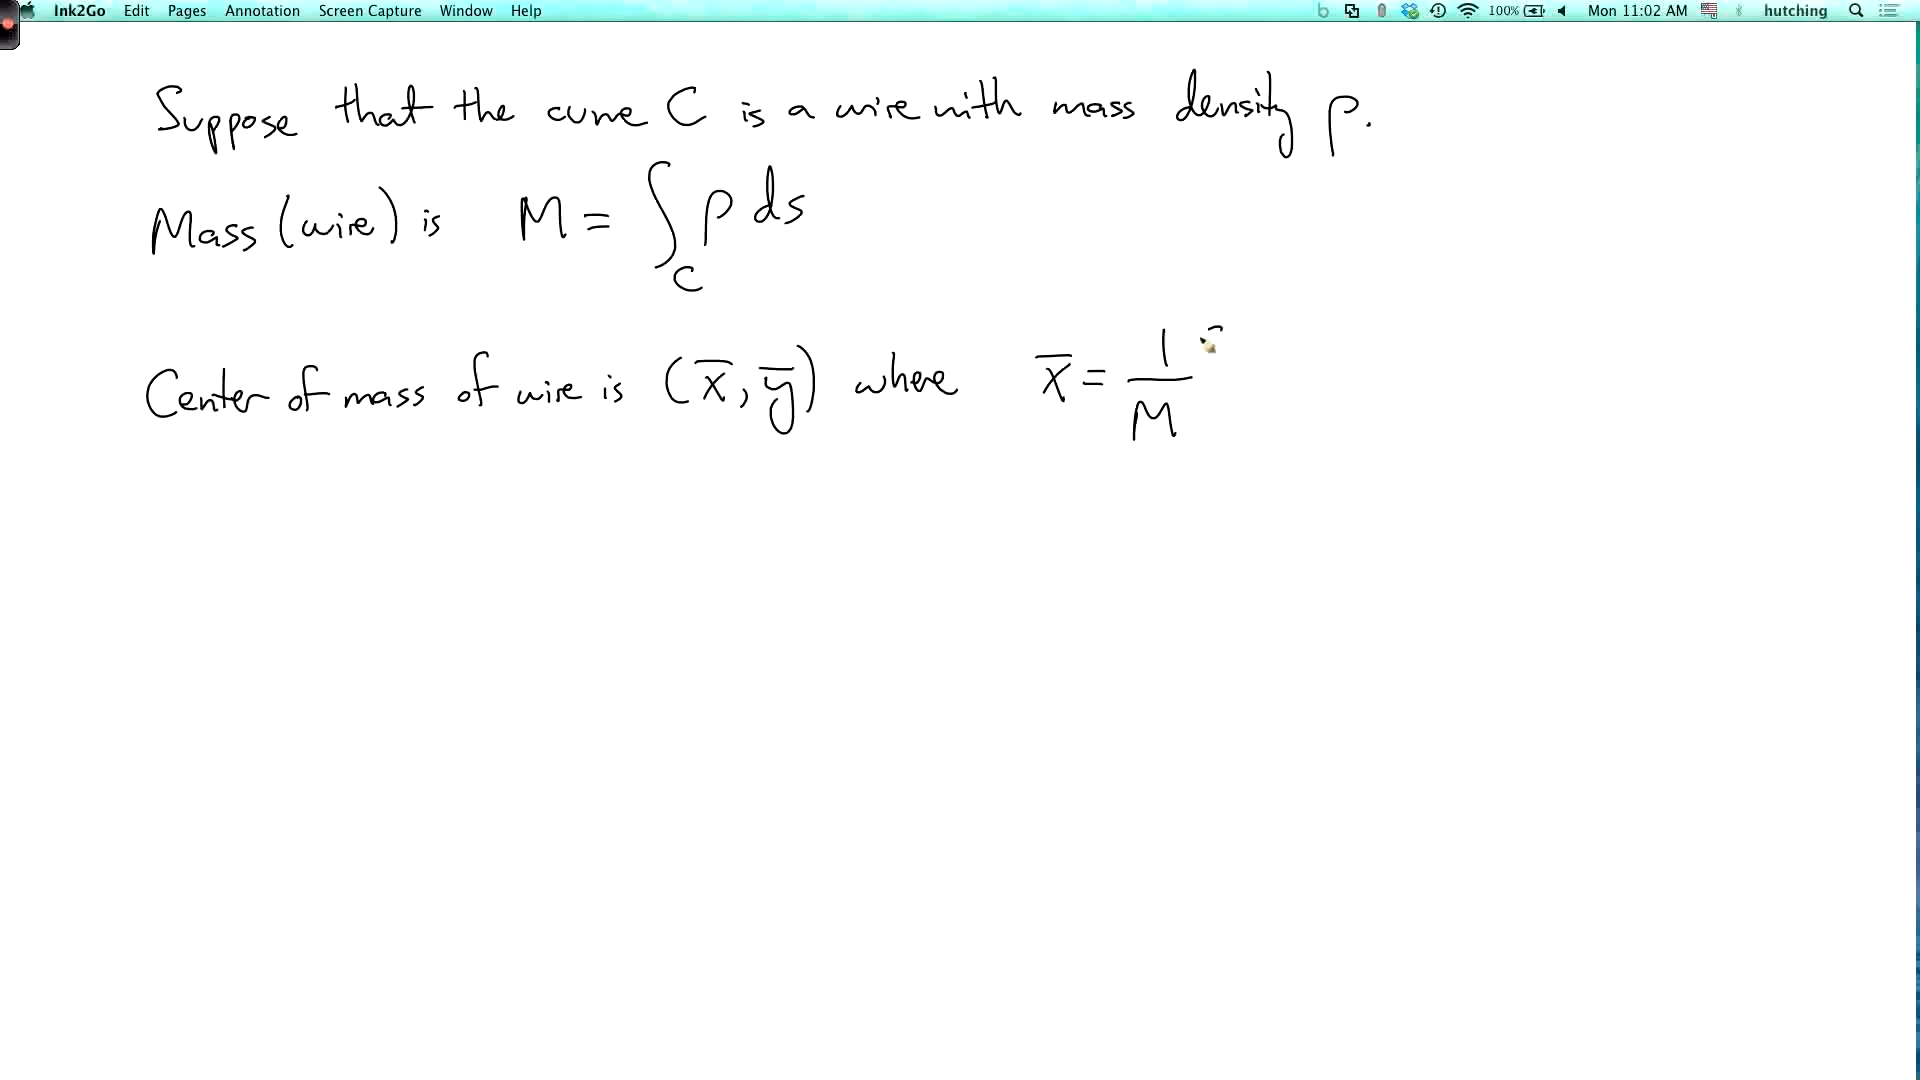 Ink2Go Edit Pages Annotation Screen Capture Window Help 100% Mon 11:02 AM hutching
Suppose that the curve C is a wire with mass density ρ.
Mass (wire) is M = ∫_C ρ ds
Center of mass of wire is (x̄, ȳ) where x̄ = 1/M